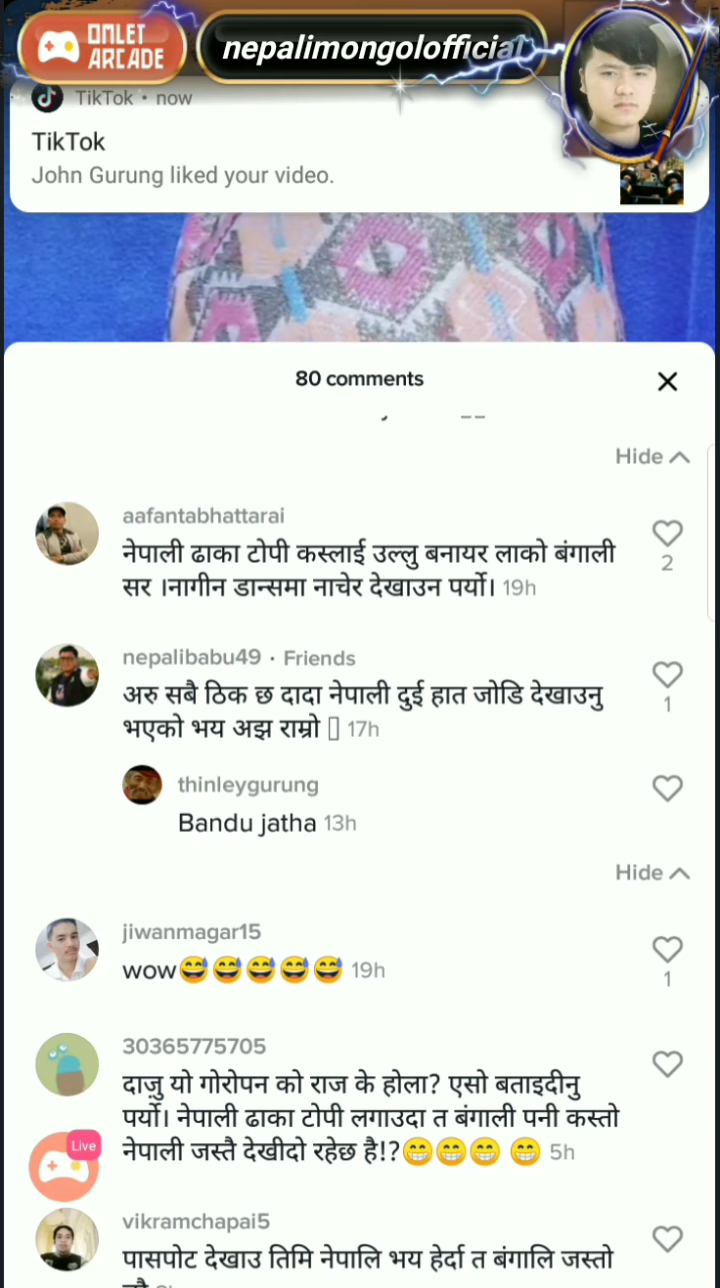 OMLET
ARCADE
nepalimongolofficial
TikTok • now
TikTok
John Gurung liked your video.
80 comments
Hide
aafantabhattarai
नेपाली ढाका टोपी कस्लाई उल्लु बनायर लाको बंगाली
2
सर ।नागीन डान्समा नाचेर देखाउन पर्यो। 19h
nepalibabu49 · Friends
अरु सबै ठिक छ दादा नेपाली दुई हात जोडि देखाउनु
1
भएको भय अझ राम्रो 17h
thinleygurung
Bandu jatha 13h
Hide
jiwanmagar15
wow😅😅😅😅😅 19h
1
30365775705
दाजु यो गोरोपन को राज के होला? एसो बताइदीनु
पर्यो। नेपाली ढाका टोपी लगाउदा त बंगाली पनी कस्तो
Live
नेपाली जस्तै देखीदो रहेछ है!?😁😁😁 😁 5h
vikramchapai5
पासपोट देखाउ तिमि नेपालि भय हेर्दा त बंगालि जस्तो